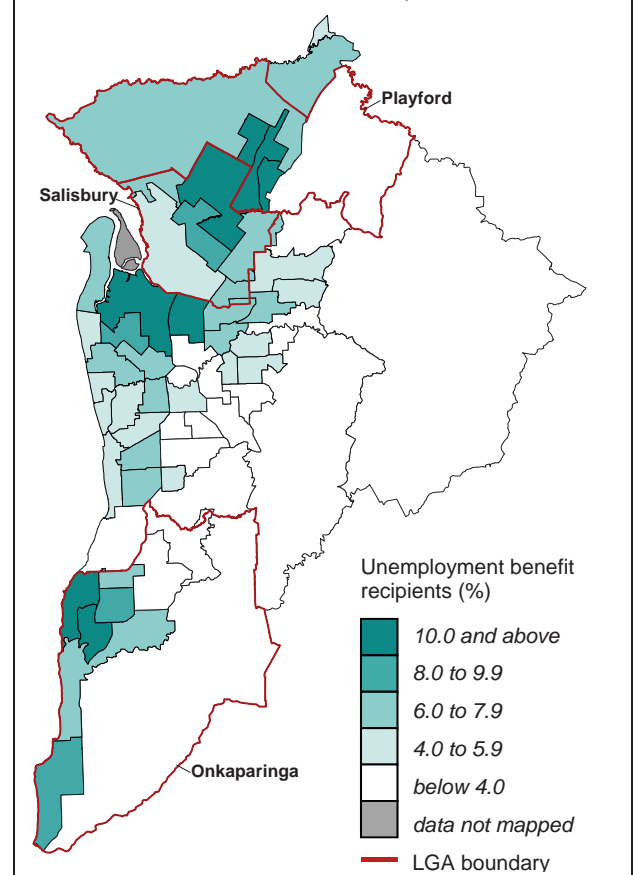 Playford
Salisbury
Unemployment benefit
recipients (%)
10.0 and above
8.0 to 9.9
6.0 to 7.9
4.0 to 5.9
below 4.0
Onkaparinga
data not mapped
LGA boundary